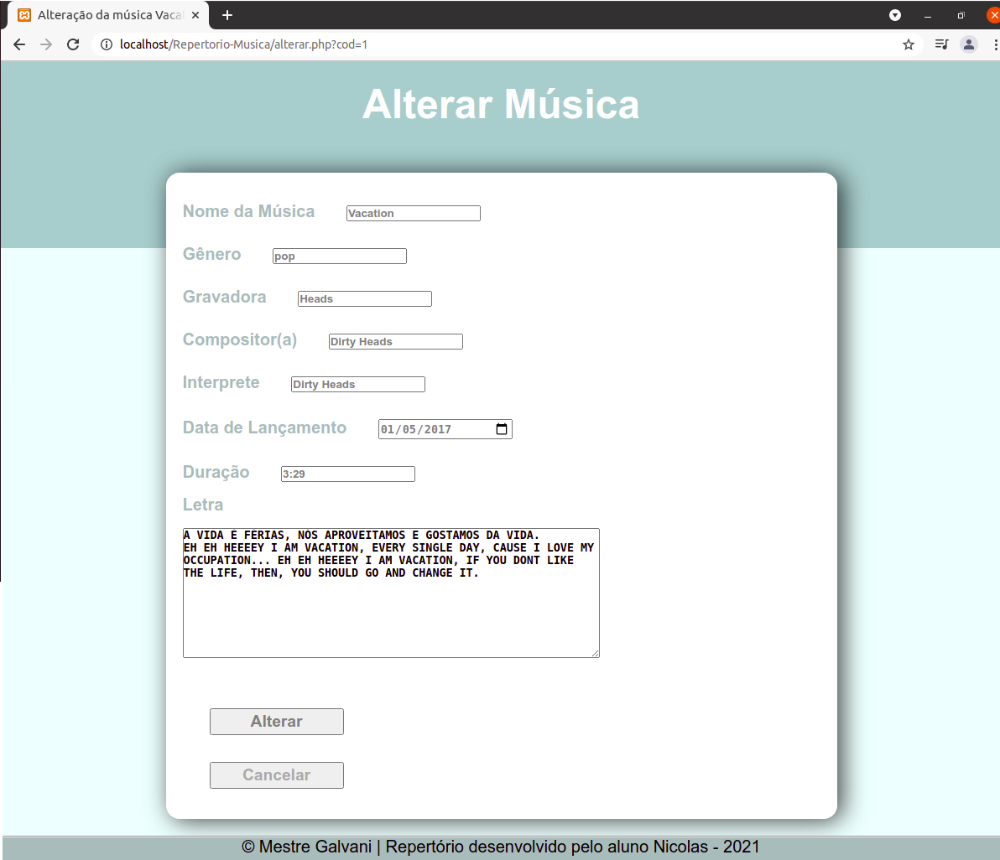 Alteração da música Vaca
localhost/Repertorio-Musica/alterar.php?cod=1
Alterar Música
Nome da Música Vacation
Gênero pop
Gravadora Heads
Compositor(a) Dirty Heads
Interprete Dirty Heads
Data de Lançamento 01/05/2017
Duração 3:29
Letra
A VIDA É FÉRIAS, NÓS APROVEITAMOS E GOSTAMOS DA VIDA.
EH EH HEEEEY I AM VACATION, EVERY SINGLE DAY, CAUSE I LOVE MY
OCCUPATION... EH EH HEEEEY I AM VACATION, IF YOU DONT LIKE
THE LIFE, THEN, YOU SHOULD GO AND CHANGE IT.
Alterar
Cancelar
© Mestre Galvani | Repertório desenvolvido pelo aluno Nicolas - 2021